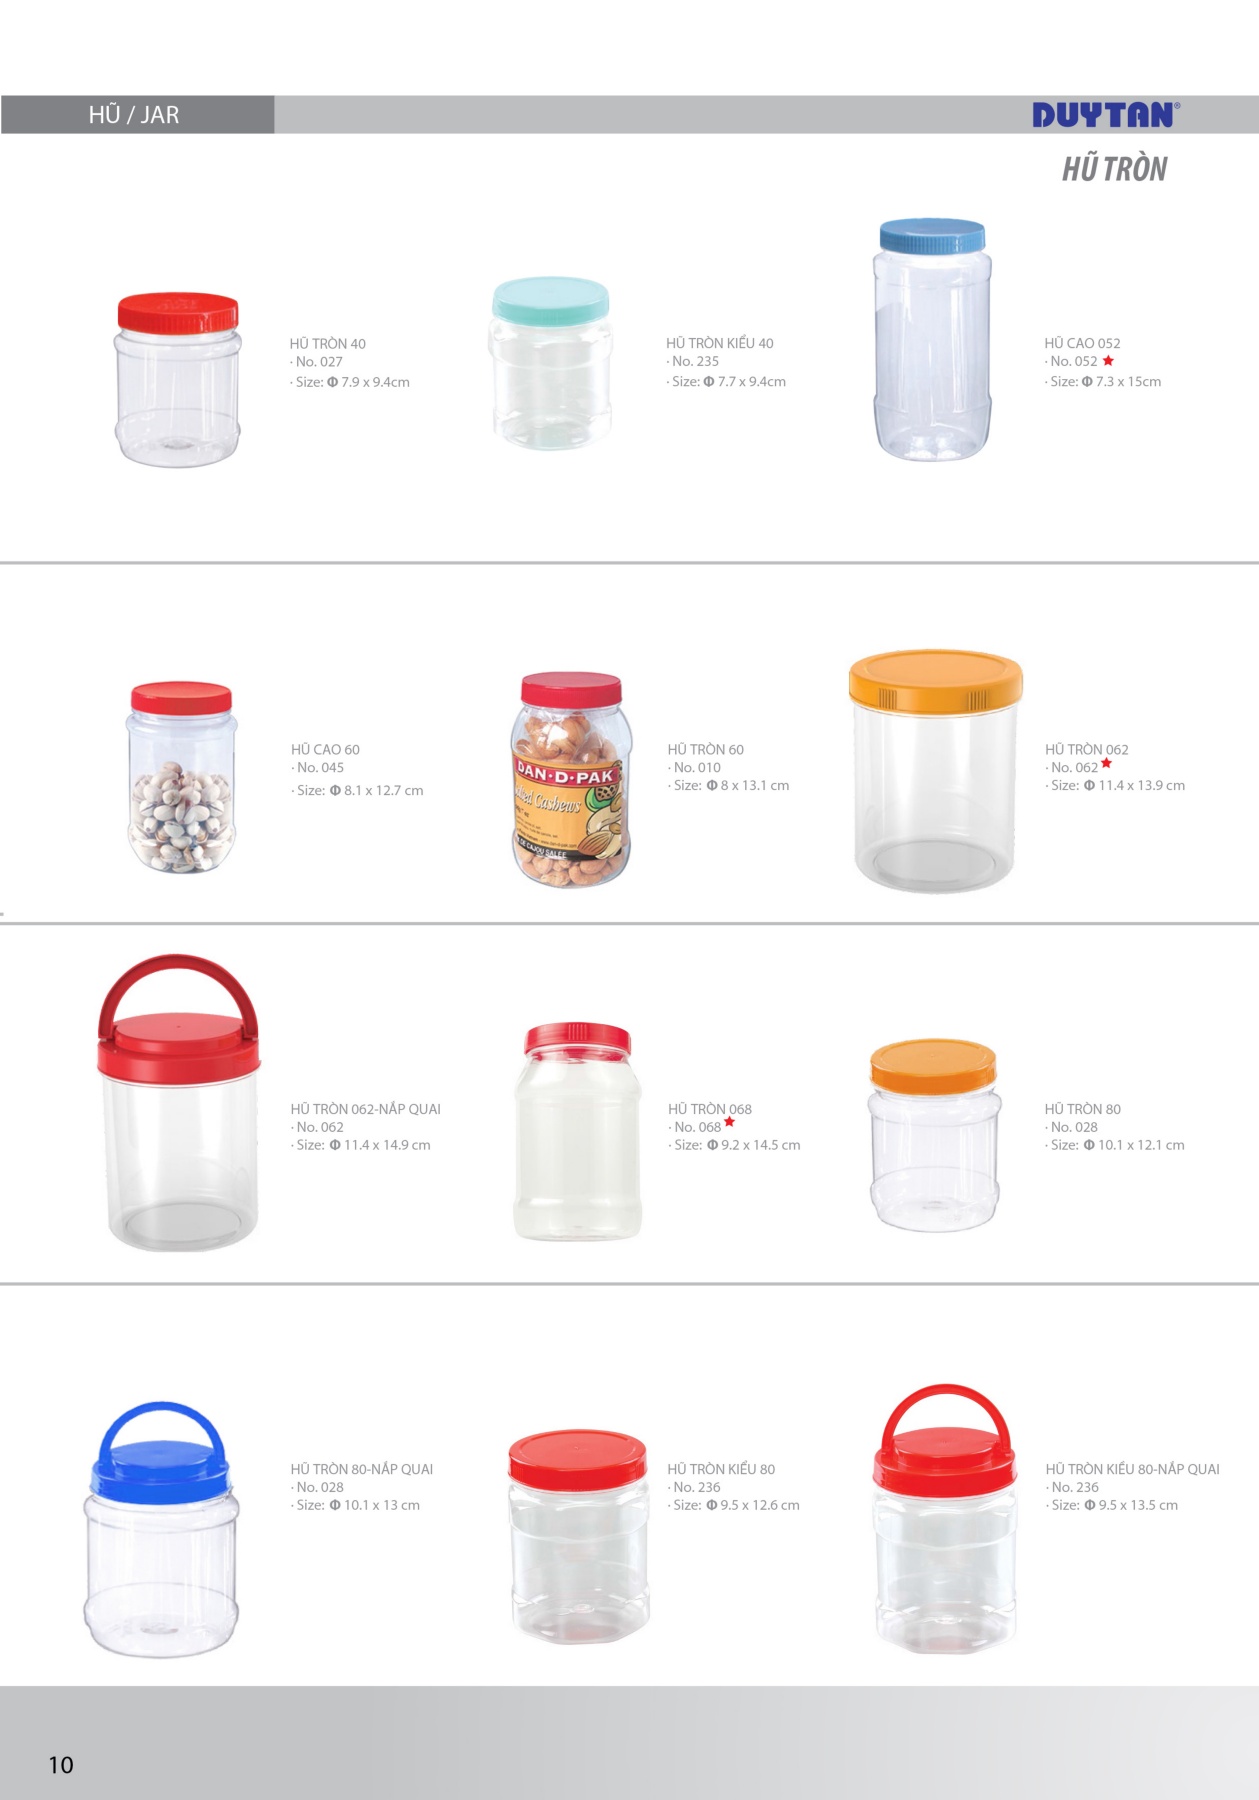 HŨ / JAR
DUYTAN®
HŨ TRÒN
HŨ TRÒN 40
· No. 027
· Size: Φ 7.9 x 9.4cm
HŨ TRÒN KIỂU 40
· No. 235
· Size: Φ 7.7 x 9.4cm
HŨ CAO 052
· No. 052 ★
· Size: Φ 7.3 x 15cm
HŨ CAO 60
· No. 045
· Size: Φ 8.1 x 12.7 cm
DAN·D·PAK
Cashews
DE CAJOU SALÉE
HŨ TRÒN 60
· No. 010
· Size: Φ 8 x 13.1 cm
HŨ TRÒN 062
· No. 062 ★
· Size: Φ 11.4 x 13.9 cm
HŨ TRÒN 062-NẮP QUAI
· No. 062
· Size: Φ 11.4 x 14.9 cm
HŨ TRÒN 068
· No. 068 ★
· Size: Φ 9.2 x 14.5 cm
HŨ TRÒN 80
· No. 028
· Size: Φ 10.1 x 12.1 cm
HŨ TRÒN 80-NẮP QUAI
· No. 028
· Size: Φ 10.1 x 13 cm
HŨ TRÒN KIỂU 80
· No. 236
· Size: Φ 9.5 x 12.6 cm
HŨ TRÒN KIỂU 80-NẮP QUAI
· No. 236
· Size: Φ 9.5 x 13.5 cm
10